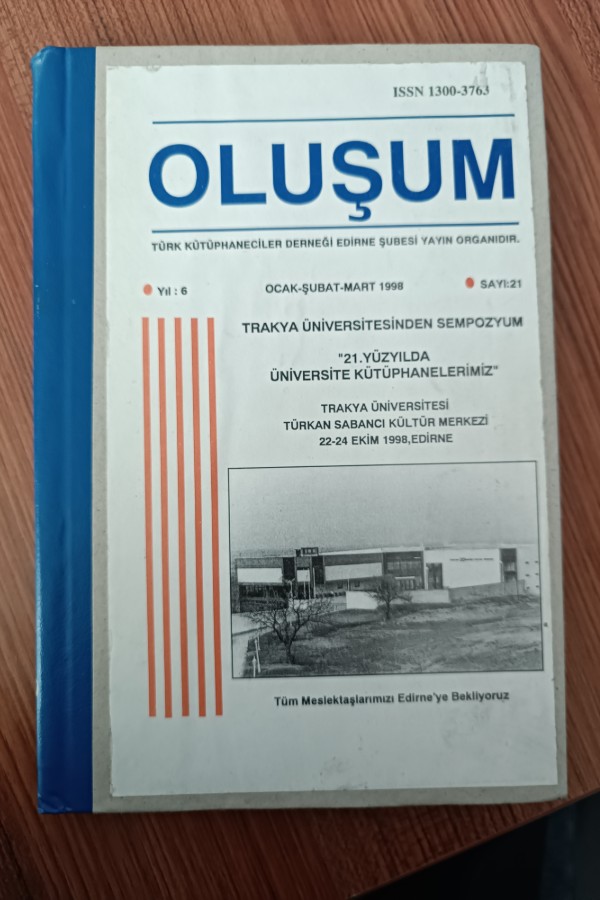 ISSN 1300-3763
OLUŞUM
TÜRK KÜTÜPHANECİLER DERNEĞİ EDİRNE ŞUBESİ YAYIN ORGANIDIR.
Yıl : 6 OCAK-ŞUBAT-MART 1998 SAYI:21
TRAKYA ÜNİVERSİTESİNDEN SEMPOZYUM
"21.YÜZYILDA
ÜNİVERSİTE KÜTÜPHANELERİMİZ"
TRAKYA ÜNİVERSİTESİ
TÜRKAN SABANCI KÜLTÜR MERKEZİ
22-24 EKİM 1998,EDİRNE
Tüm Meslektaşlarımızı Edirne'ye Bekliyoruz